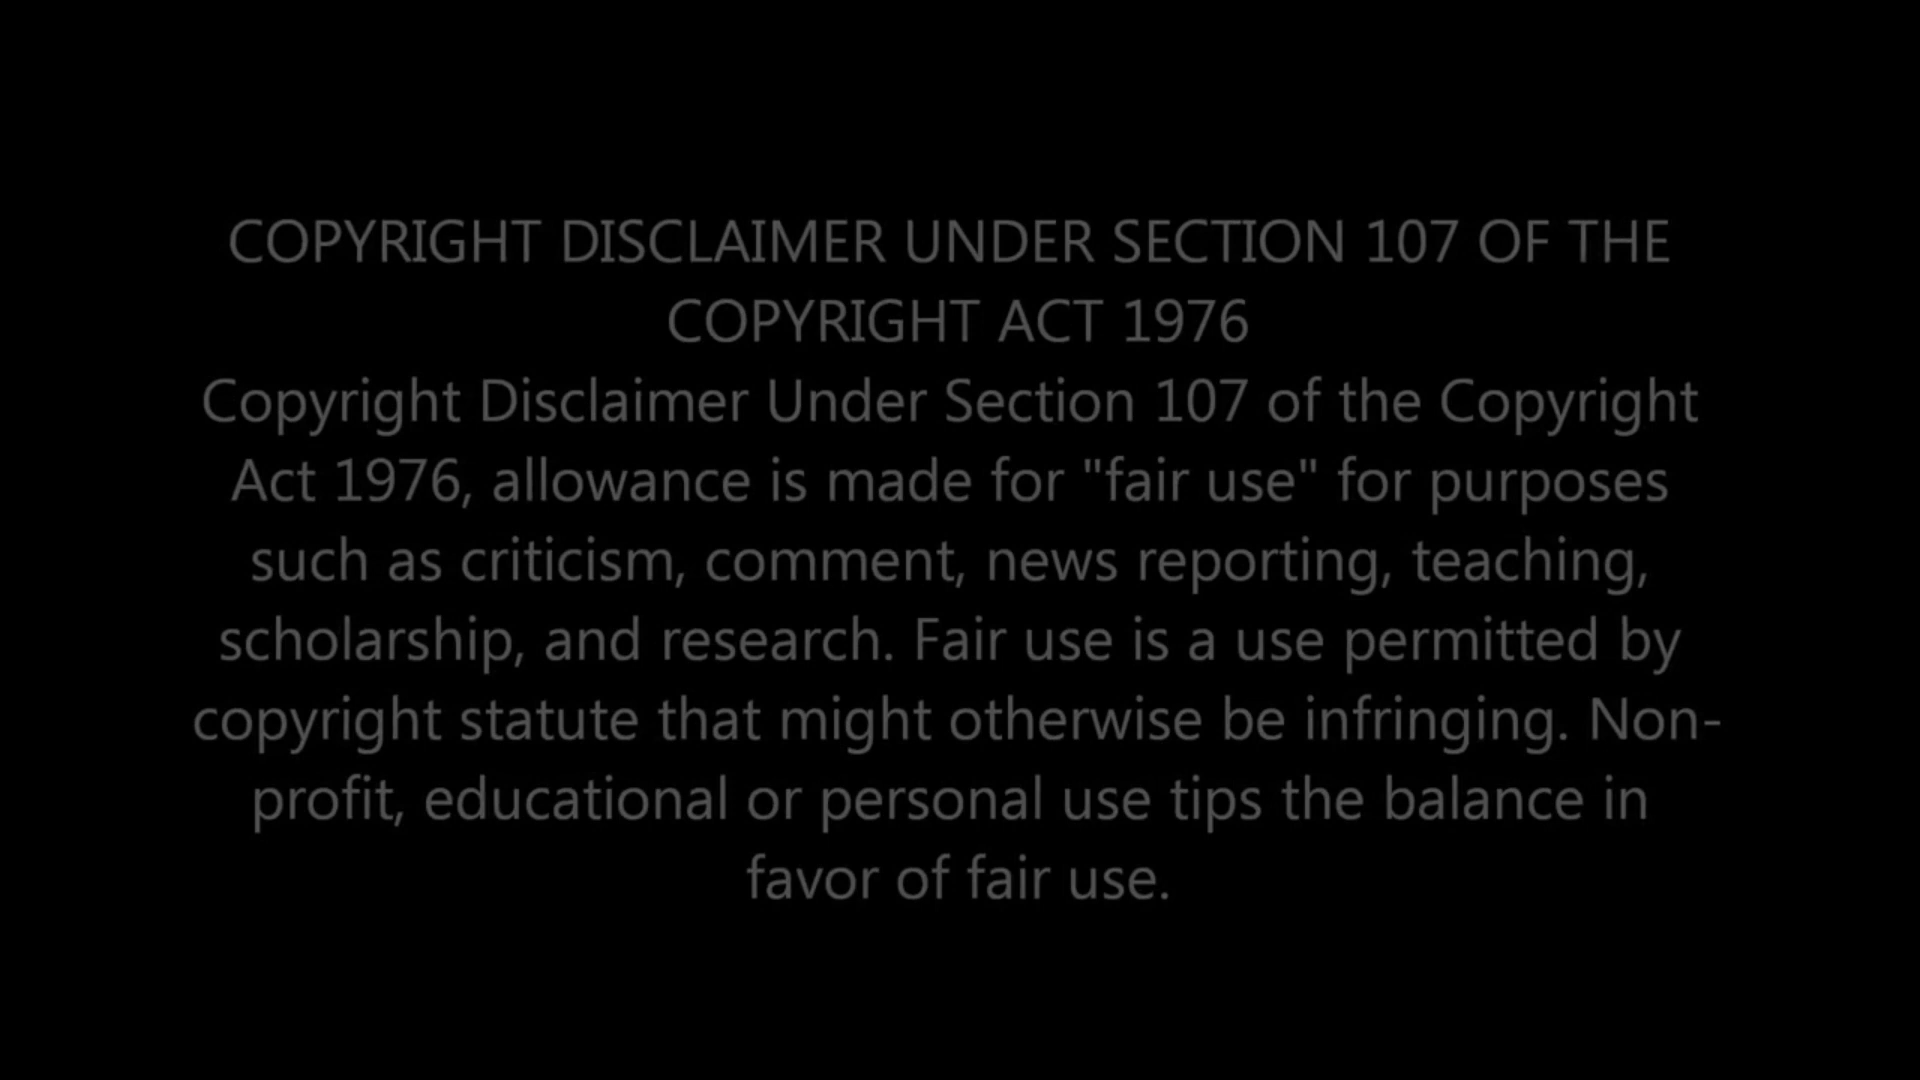 COPYRIGHT DISCLAIMER UNDER SECTION 107 OF THE
COPYRIGHT ACT 1976
Copyright Disclaimer Under Section 107 of the Copyright
Act 1976, allowance is made for "fair use" for purposes
such as criticism, comment, news reporting, teaching,
scholarship, and research. Fair use is a use permitted by
copyright statute that might otherwise be infringing. Non-
profit, educational or personal use tips the balance in
favor of fair use.